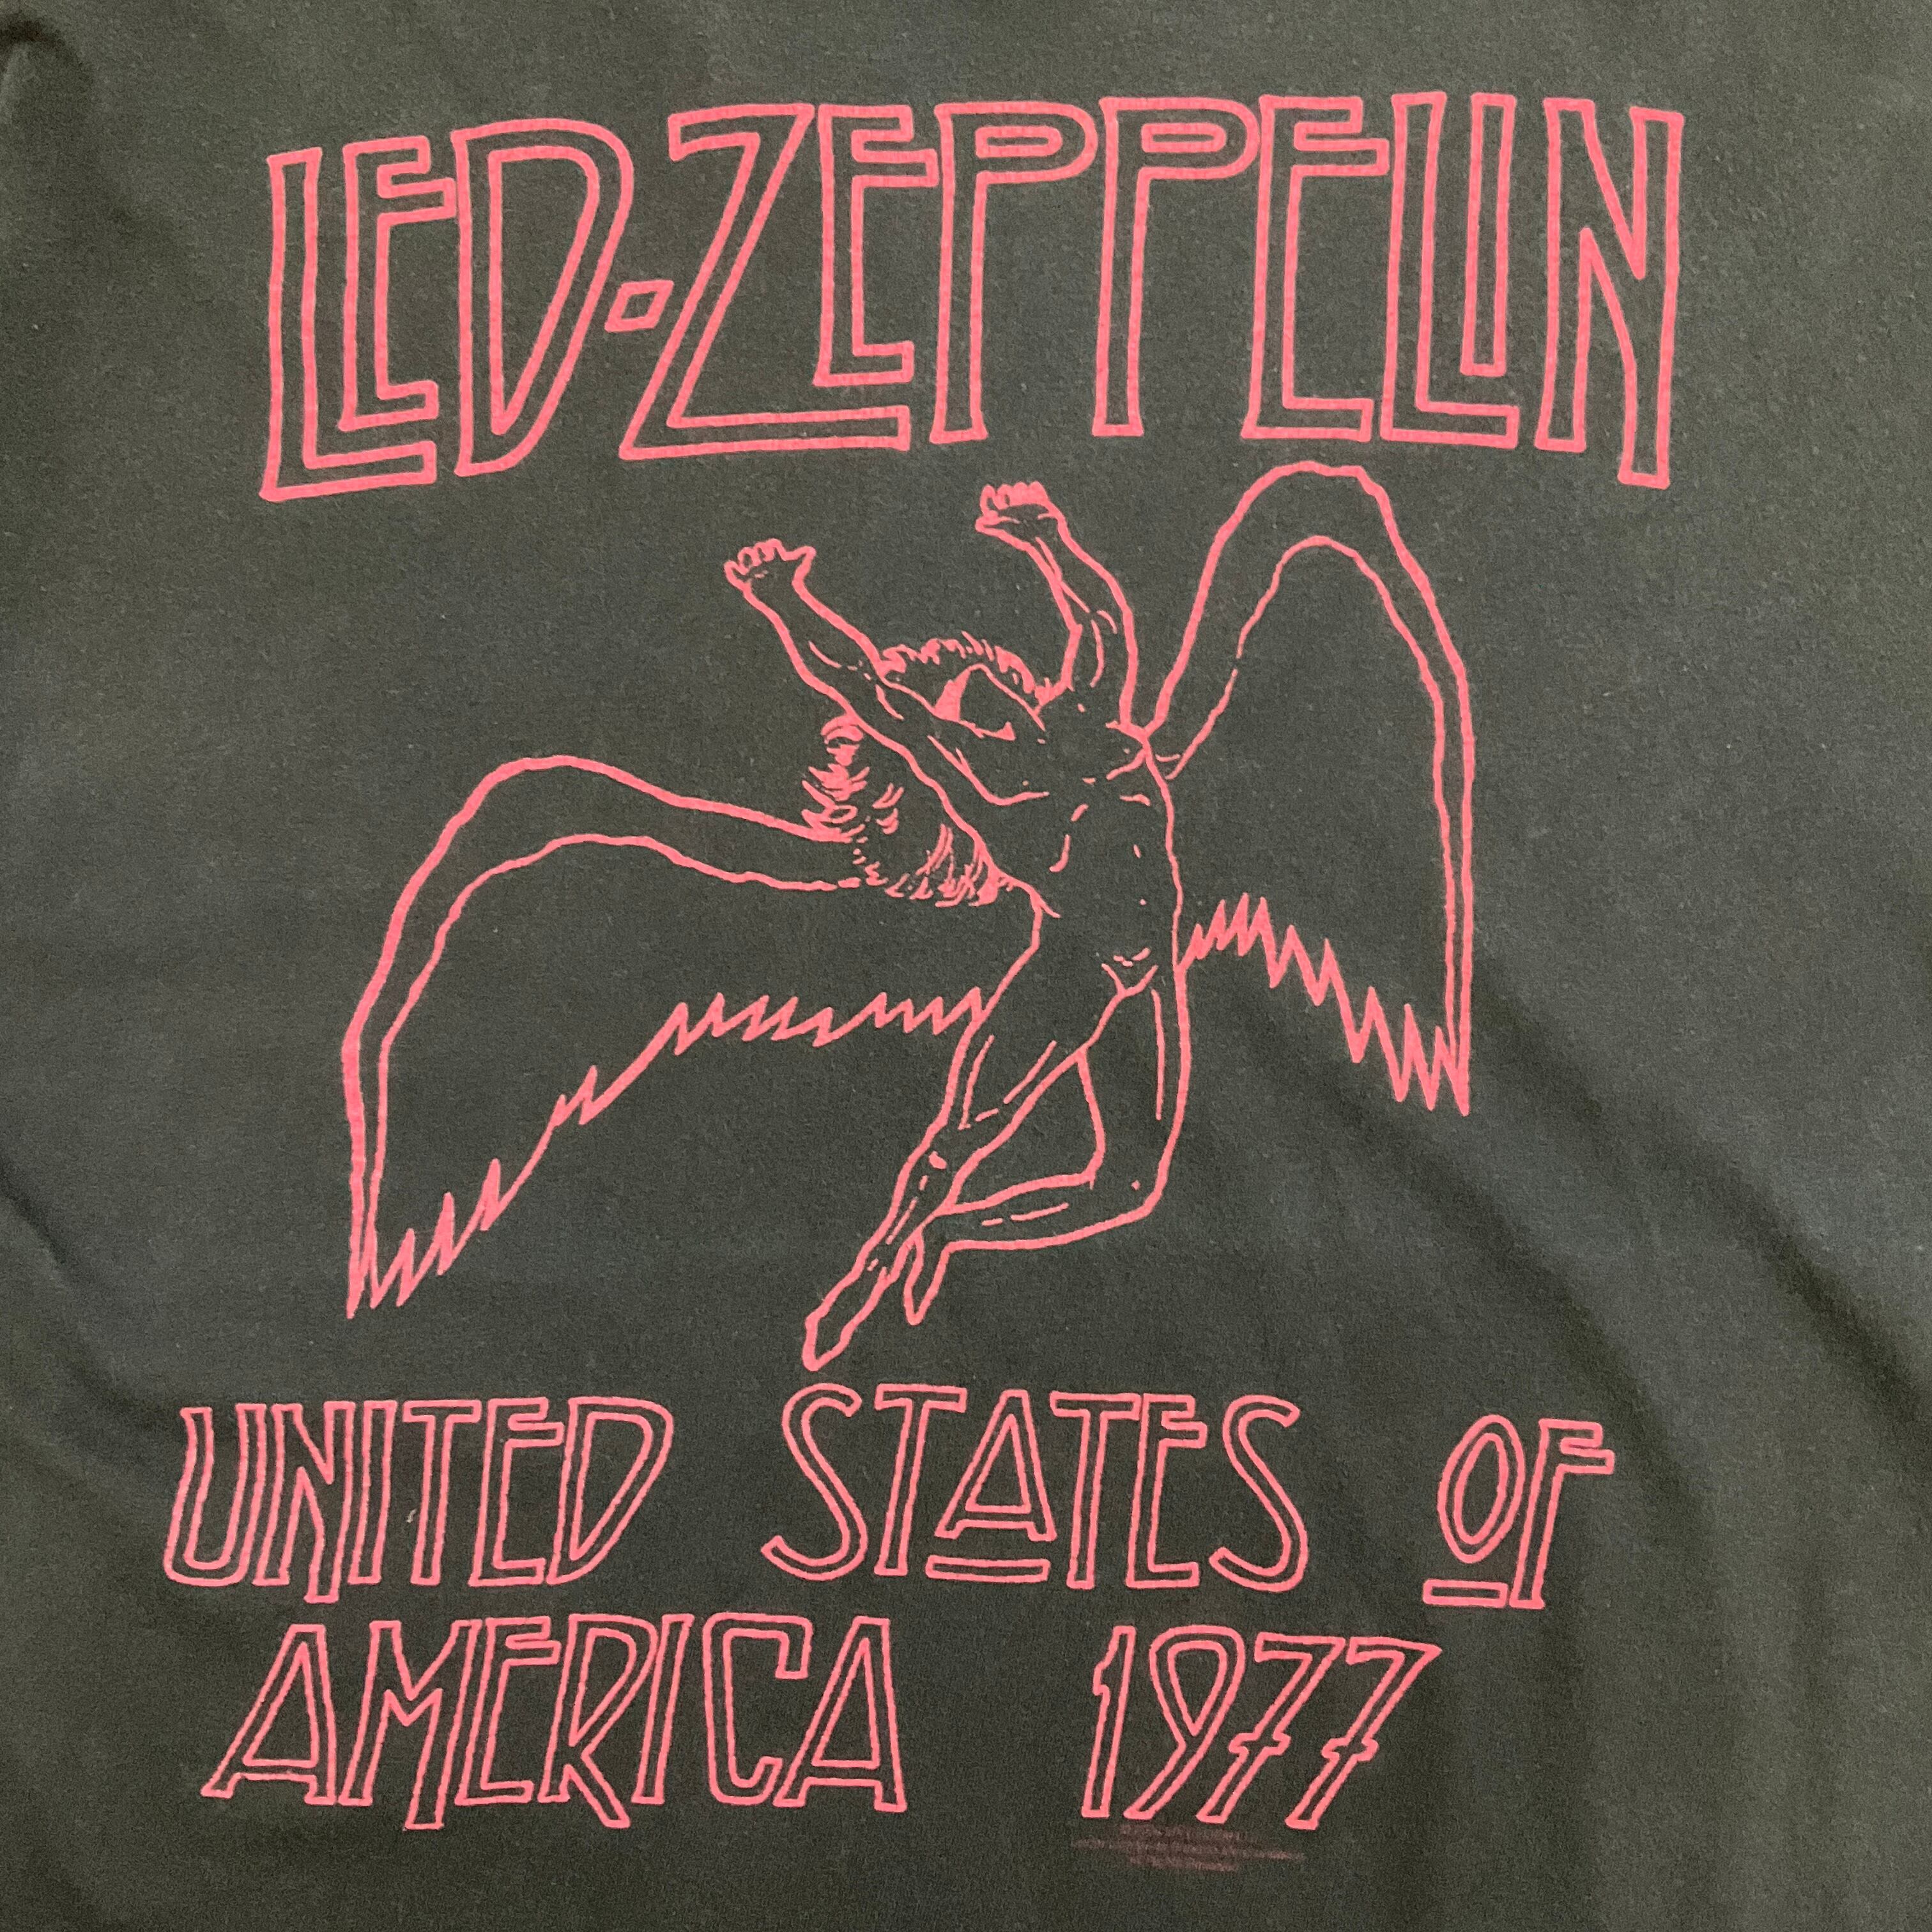 LED-ZEPPELIN
UNITED STATES OF
AMERICA 1977